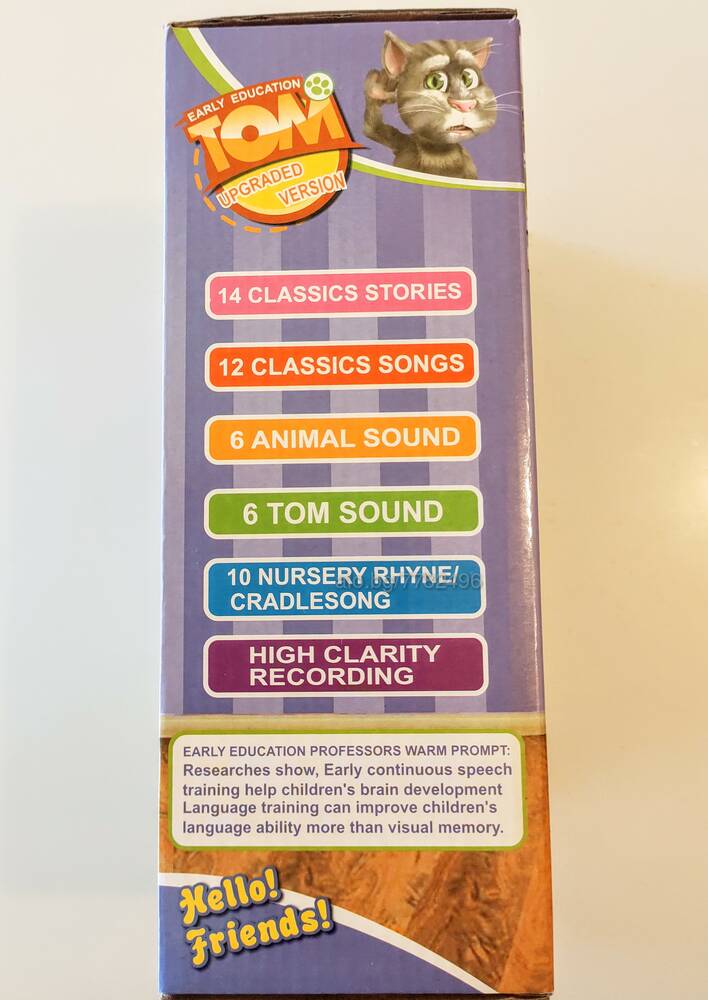 EARLY EDUCATION
TOM
UPGRADED
VERSION
14 CLASSICS STORIES
12 CLASSICS SONGS
6 ANIMAL SOUND
6 TOM SOUND
10 NURSERY RHYNE/
CRADLESONG
HIGH CLARITY
RECORDING
EARLY EDUCATION PROFESSORS WARM PROMPT:
Researches show, Early continuous speech
training help children's brain development
Language training can improve children's
language ability more than visual memory.
Hello!
Friends!